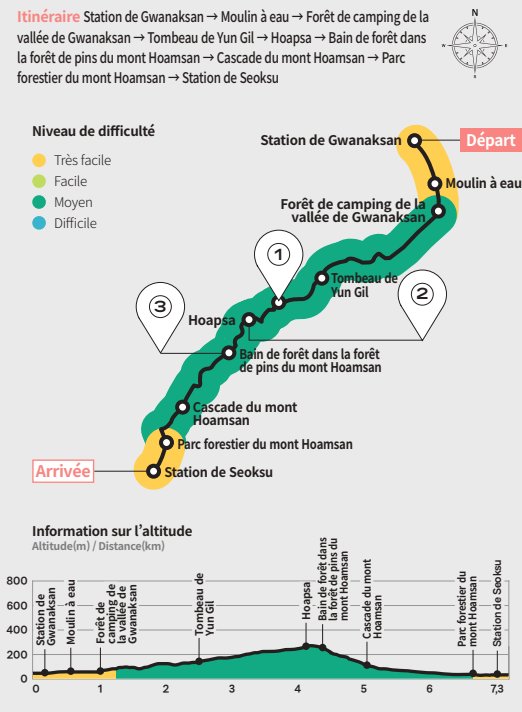 Itinéraire Station de Gwanaksan → Moulin à eau → Forêt de camping de la
vallée de Gwanaksan → Tombeau de Yun Gil → Hoapsa → Bain de forêt dans
la forêt de pins du mont Hoamsan → Cascade du mont Hoamsan → Parc
forestier du mont Hoamsan → Station de Seoksu
N
W
E
S
Niveau de difficulté
Très facile
Facile
Moyen
Difficile
Station de Gwanaksan
Départ
Moulin à eau
Forêt de camping de la
vallée de Gwanaksan
1
Tombeau de
Yun Gil
2
3
Hoapsa
Bain de forêt dans la forêt
de pins du mont Hoamsan
Cascade du mont
Hoamsan
Parc forestier du mont Hoamsan
Arrivée
Station de Seoksu
Information sur l'altitude
Altitude(m) / Distance(km)
800
600
400
200
0
Station de
Gwanaksan
Moulin à eau
Forêt de
camping de
la vallée de
Gwanaksan
Tombeau de
Yun Gil
Hoapsa
Bain de forêt dans
la forêt de pins du
mont Hoamsan
Cascade du mont
Hoamsan
Parc forestier du
mont Hoamsan
Station de Seoksu
0
1
2
3
4
5
6
7,3